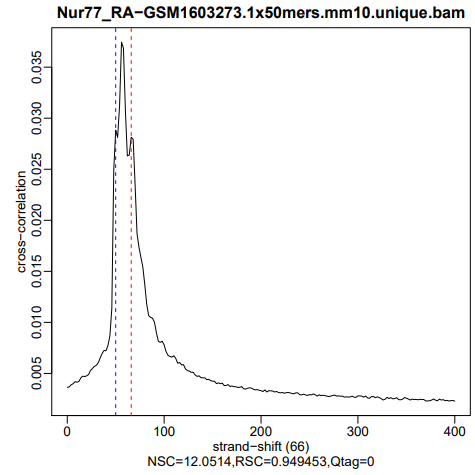 Nur77_RA−GSM1603273.1x50mers.mm10.unique.bam
0.035
0.030
0.025
0.020
0.015
0.010
0.005
cross−correlation
0 100 200 300 400
strand−shift (66)
NSC=12.0514,RSC=0.949453,Qtag=0